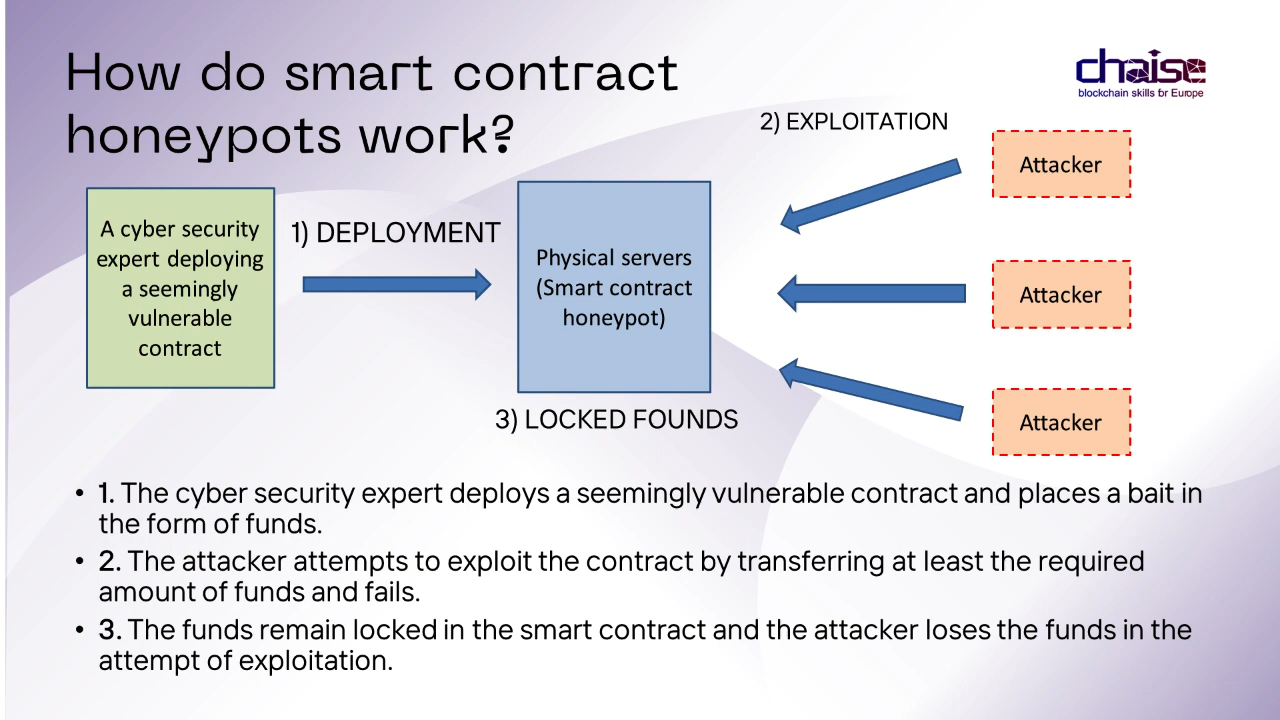 How do smart contract
honeypots work?
chaise
blockchain skills for Europe
2) EXPLOITATION
Attacker
A cyber security
expert deploying
a seemingly
vulnerable
contract
1) DEPLOYMENT
Physical servers
(Smart contract
honeypot)
Attacker
3) LOCKED FOUNDS
Attacker
• 1. The cyber security expert deploys a seemingly vulnerable contract and places a bait in
the form of funds.
• 2. The attacker attempts to exploit the contract by transferring at least the required
amount of funds and fails.
• 3. The funds remain locked in the smart contract and the attacker loses the funds in the
attempt of exploitation.